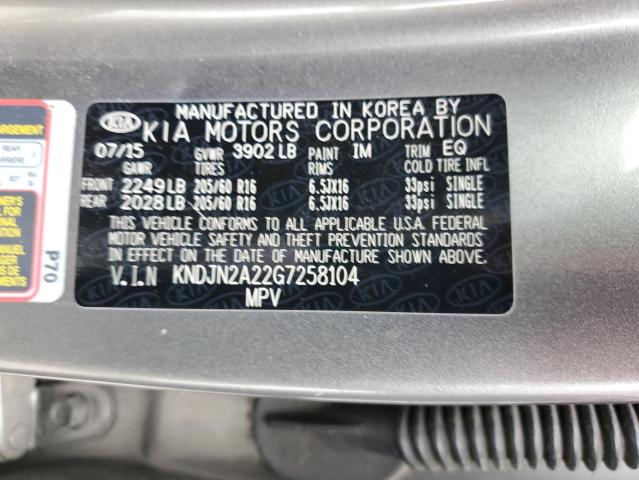 MANUFACTURED IN KOREA BY
KIA KIA MOTORS CORPORATION
07/15 GVWR 3902 LB PAINT IM TRIM EQ
GAWR TIRES RIMS COLD TIRE INFL
FRONT 2249 LB 205/60 R16 6.5JX16 33psi SINGLE
REAR 2028 LB 205/60 R16 6.5JX16 33psi SINGLE
THIS VEHICLE CONFORMS TO ALL APPLICABLE U.S.A. FEDERAL
MOTOR VEHICLE SAFETY AND THEFT PREVENTION STANDARDS
IN EFFECT ON THE DATE OF MANUFACTURE SHOWN ABOVE.
V.I.N KNDJN2A22G7258104
MPV
P70
REAR